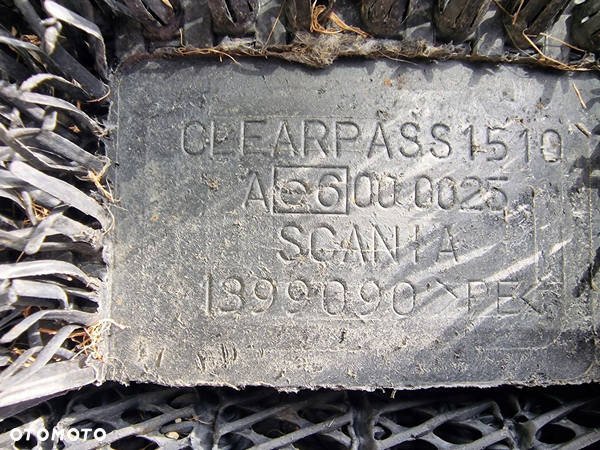 CLEARPASS1510
A e6 00.0025
SCANIA
1399090 >PE<
OTOMOTO